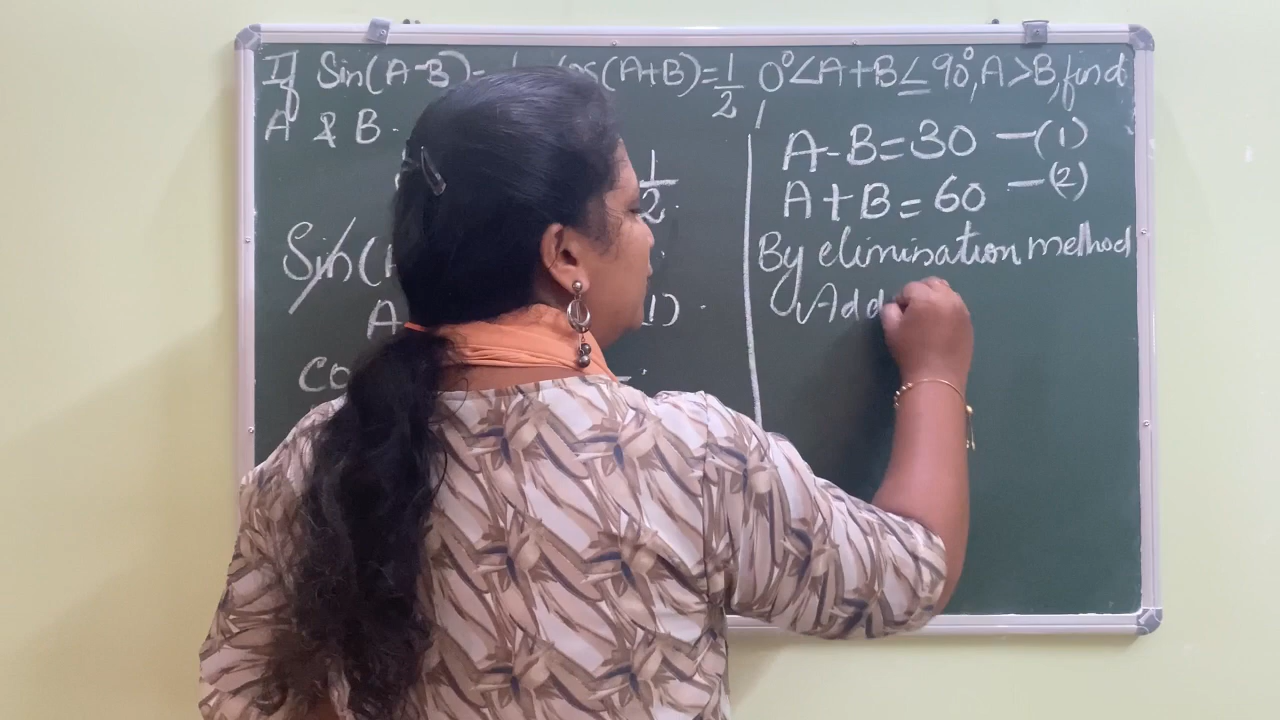 If Sin(A-B)= cos(A+B)=1/2, 0°<A+B≤90°, A>B, find
A & B.
1/2.
Sin(A
A 1)
co
A-B=30 —(1)
A+B=60 —(2)
By elimination method
Add